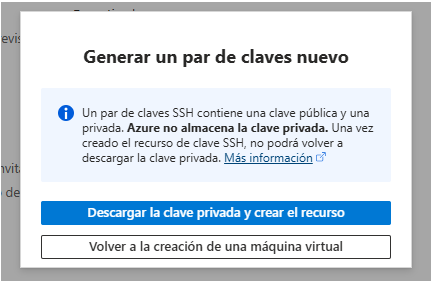 Generar un par de claves nuevo
Un par de claves SSH contiene una clave pública y una
privada. Azure no almacena la clave privada. Una vez
creado el recurso de clave SSH, no podrá volver a
descargar la clave privada. Más información
Descargar la clave privada y crear el recurso
Volver a la creación de una máquina virtual